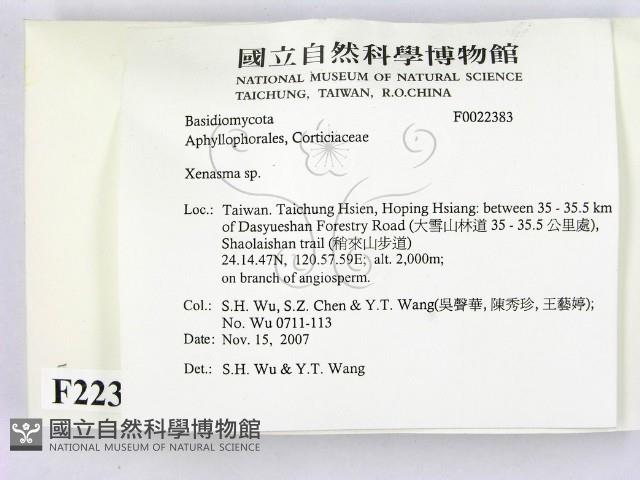 國立自然科學博物館
NATIONAL MUSEUM OF NATURAL SCIENCE
TAICHUNG, TAIWAN, R.O.CHINA
Basidiomycota F0022383
Aphyllophorales, Corticiaceae
Xenasma sp.
Loc.: Taiwan. Taichung Hsien, Hoping Hsiang: between 35 - 35.5 km
of Dasyueshan Forestry Road (大雪山林道 35 - 35.5 公里處),
Shaolaishan trail (稍來山步道)
24.14.47N, 120.57.59E; alt. 2,000m;
on branch of angiosperm.
Col.: S.H. Wu, S.Z. Chen & Y.T. Wang(吳聲華, 陳秀珍, 王藝婷);
No. Wu 0711-113
Date: Nov. 15, 2007
Det.: S.H. Wu & Y.T. Wang
F223
國立自然科學博物館
NATIONAL MUSEUM OF NATURAL SCIENCE